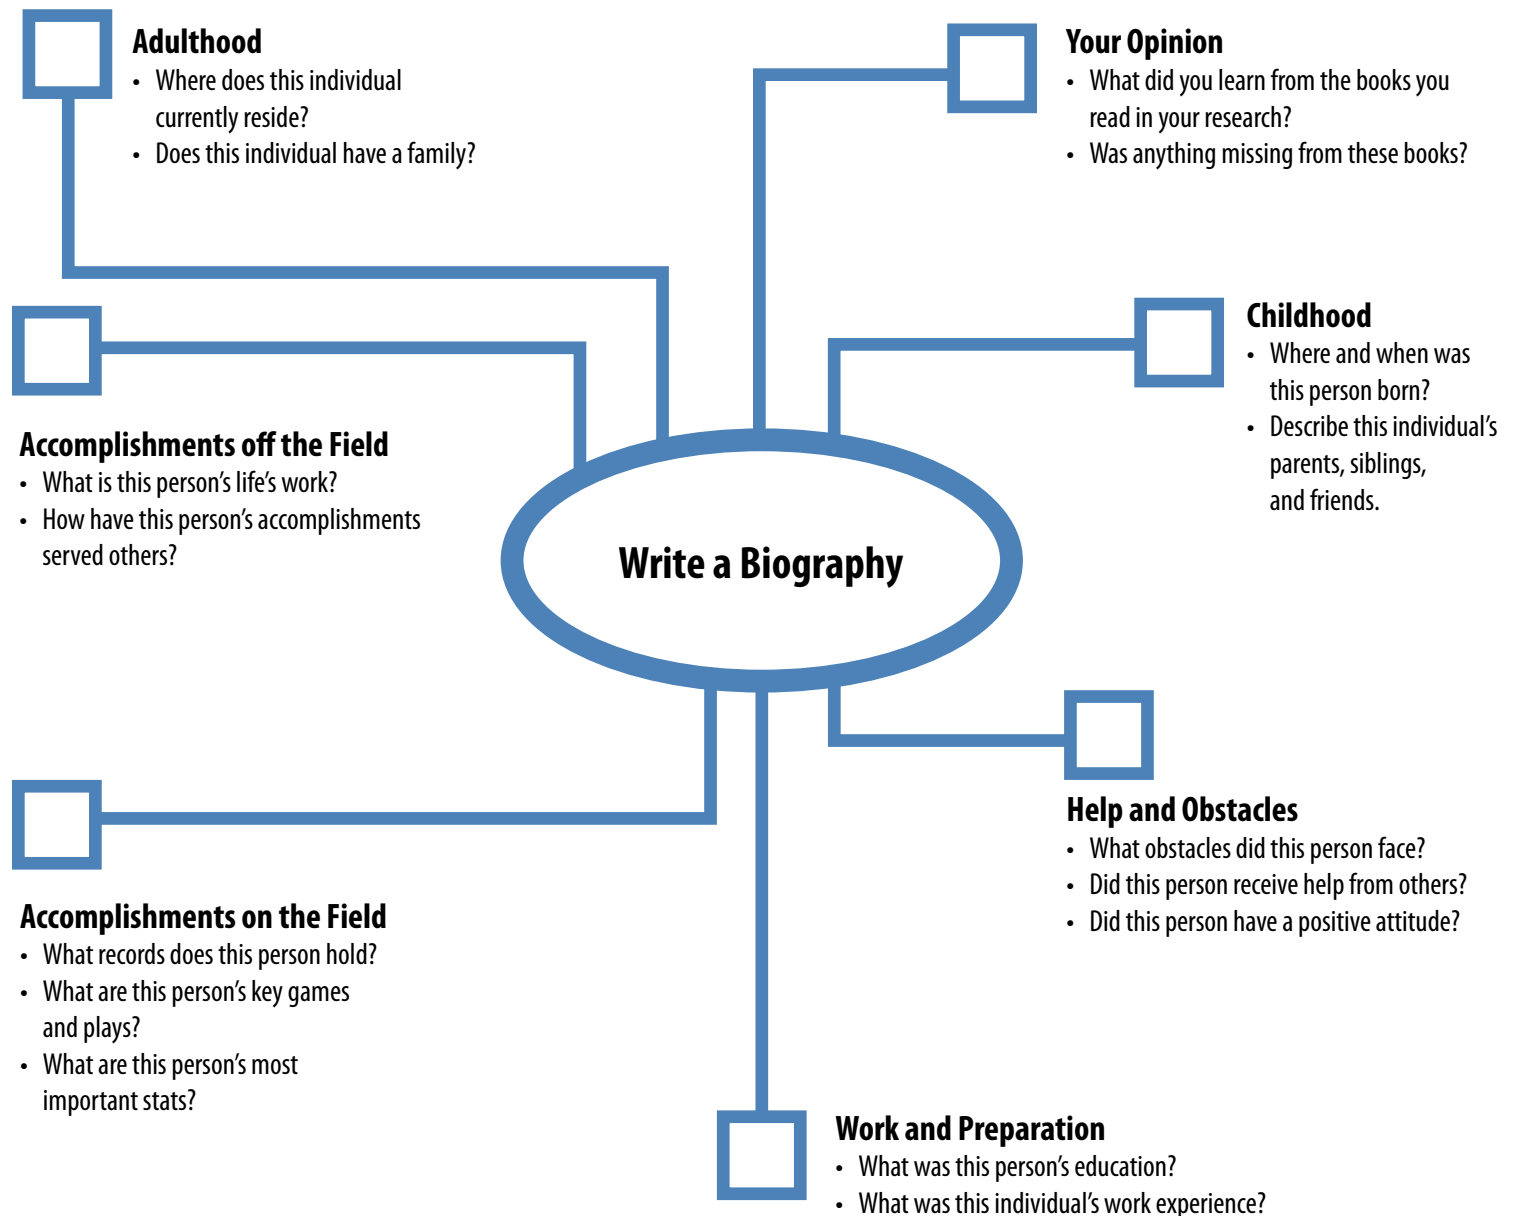 Adulthood
• Where does this individual
currently reside?
• Does this individual have a family?
Your Opinion
• What did you learn from the books you
read in your research?
• Was anything missing from these books?
Childhood
• Where and when was
this person born?
• Describe this individual’s
parents, siblings,
and friends.
Accomplishments off the Field
• What is this person’s life’s work?
• How have this person’s accomplishments
served others?
Write a Biography
Help and Obstacles
• What obstacles did this person face?
• Did this person receive help from others?
• Did this person have a positive attitude?
Accomplishments on the Field
• What records does this person hold?
• What are this person’s key games
and plays?
• What are this person’s most
important stats?
Work and Preparation
• What was this person’s education?
• What was this individual’s work experience?